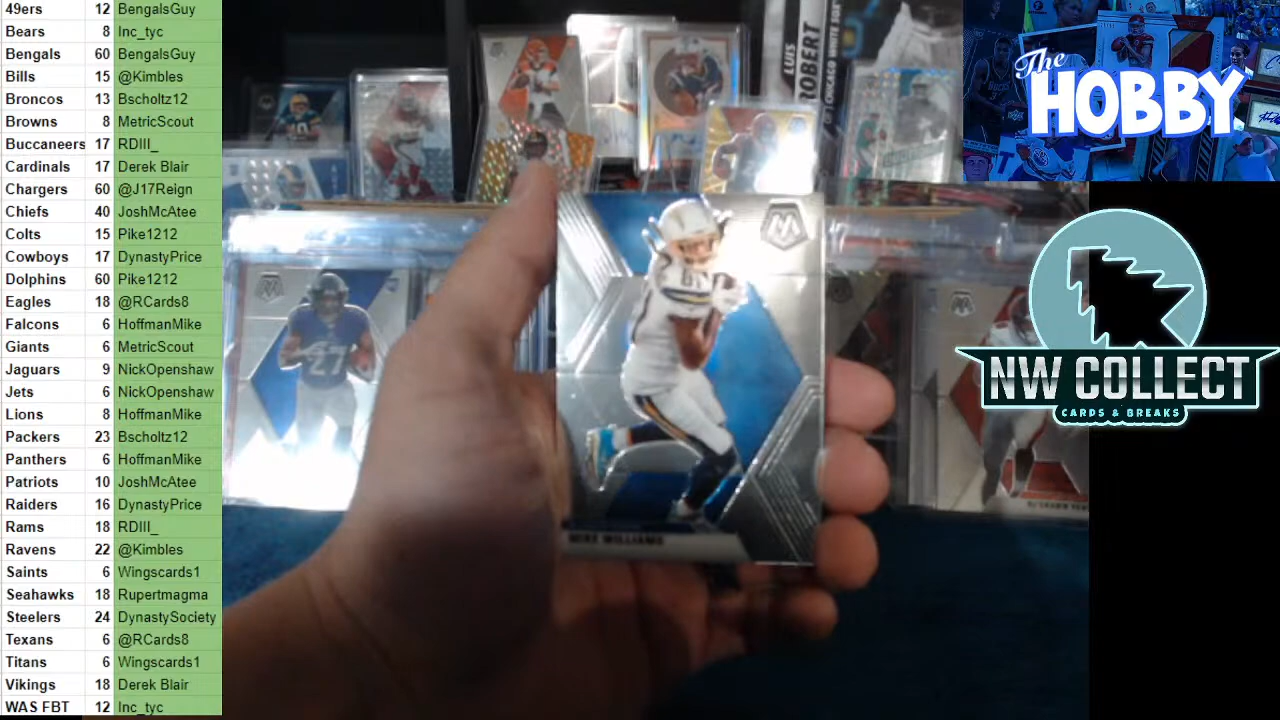 49ers 12 BengalsGuy
Bears 8 Inc_tyc
Bengals 60 BengalsGuy
Bills 15 @Kimbles
Broncos 13 Bscholtz12
Browns 8 MetricScout
Buccaneers 17 RDIII_
Cardinals 17 Derek Blair
Chargers 60 @J17Reign
Chiefs 40 JoshMcAtee
Colts 15 Pike1212
Cowboys 17 DynastyPrice
Dolphins 60 Pike1212
Eagles 18 @RCards8
Falcons 6 HoffmanMike
Giants 6 MetricScout
Jaguars 9 NickOpenshaw
Jets 6 NickOpenshaw
Lions 8 HoffmanMike
Packers 23 Bscholtz12
Panthers 6 HoffmanMike
Patriots 10 JoshMcAtee
Raiders 16 DynastyPrice
Rams 18 RDIII_
Ravens 22 @Kimbles
Saints 6 Wingscards1
Seahawks 18 Rupertmagma
Steelers 24 DynastySociety
Texans 6 @RCards8
Titans 6 Wingscards1
Vikings 18 Derek Blair
WAS FBT 12 Inc_tyc
LUIS
ROBERT
CHICAGO WHITE SOX
27
81
MIKE WILLIAMS
The
HOBBY
NW COLLECT
CARDS & BREAKS